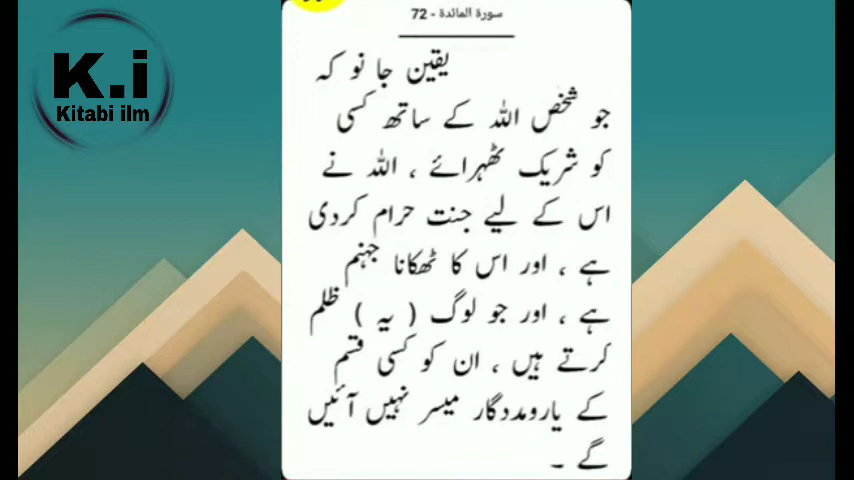 K.i
Kitabi ilm
سورۃ المائدۃ - 72
یقین جانو کہ
جو شخص اللہ کے ساتھ کسی
کو شریک ٹھہرائے ، اللہ نے
اس کے لیے جنت حرام کردی
ہے ، اور اس کا ٹھکانا جہنم
ہے ، اور جو لوگ ( یہ ) ظلم
کرتے ہیں ، ان کو کسی قسم
کے یارومددگار میسر نہیں آئیں
گے ۔